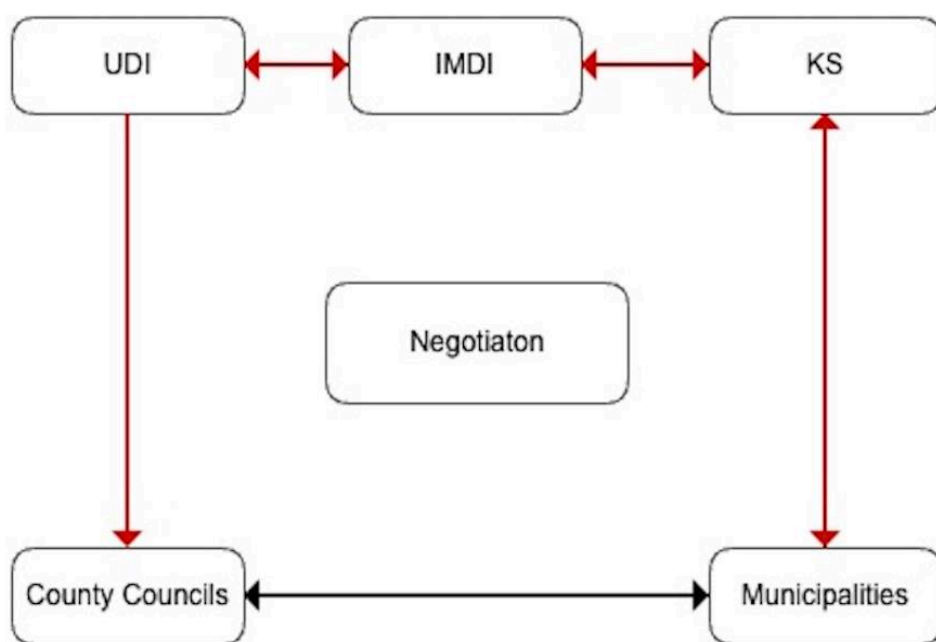 UDI
IMDI
KS
Negotiaton
County Councils
Municipalities